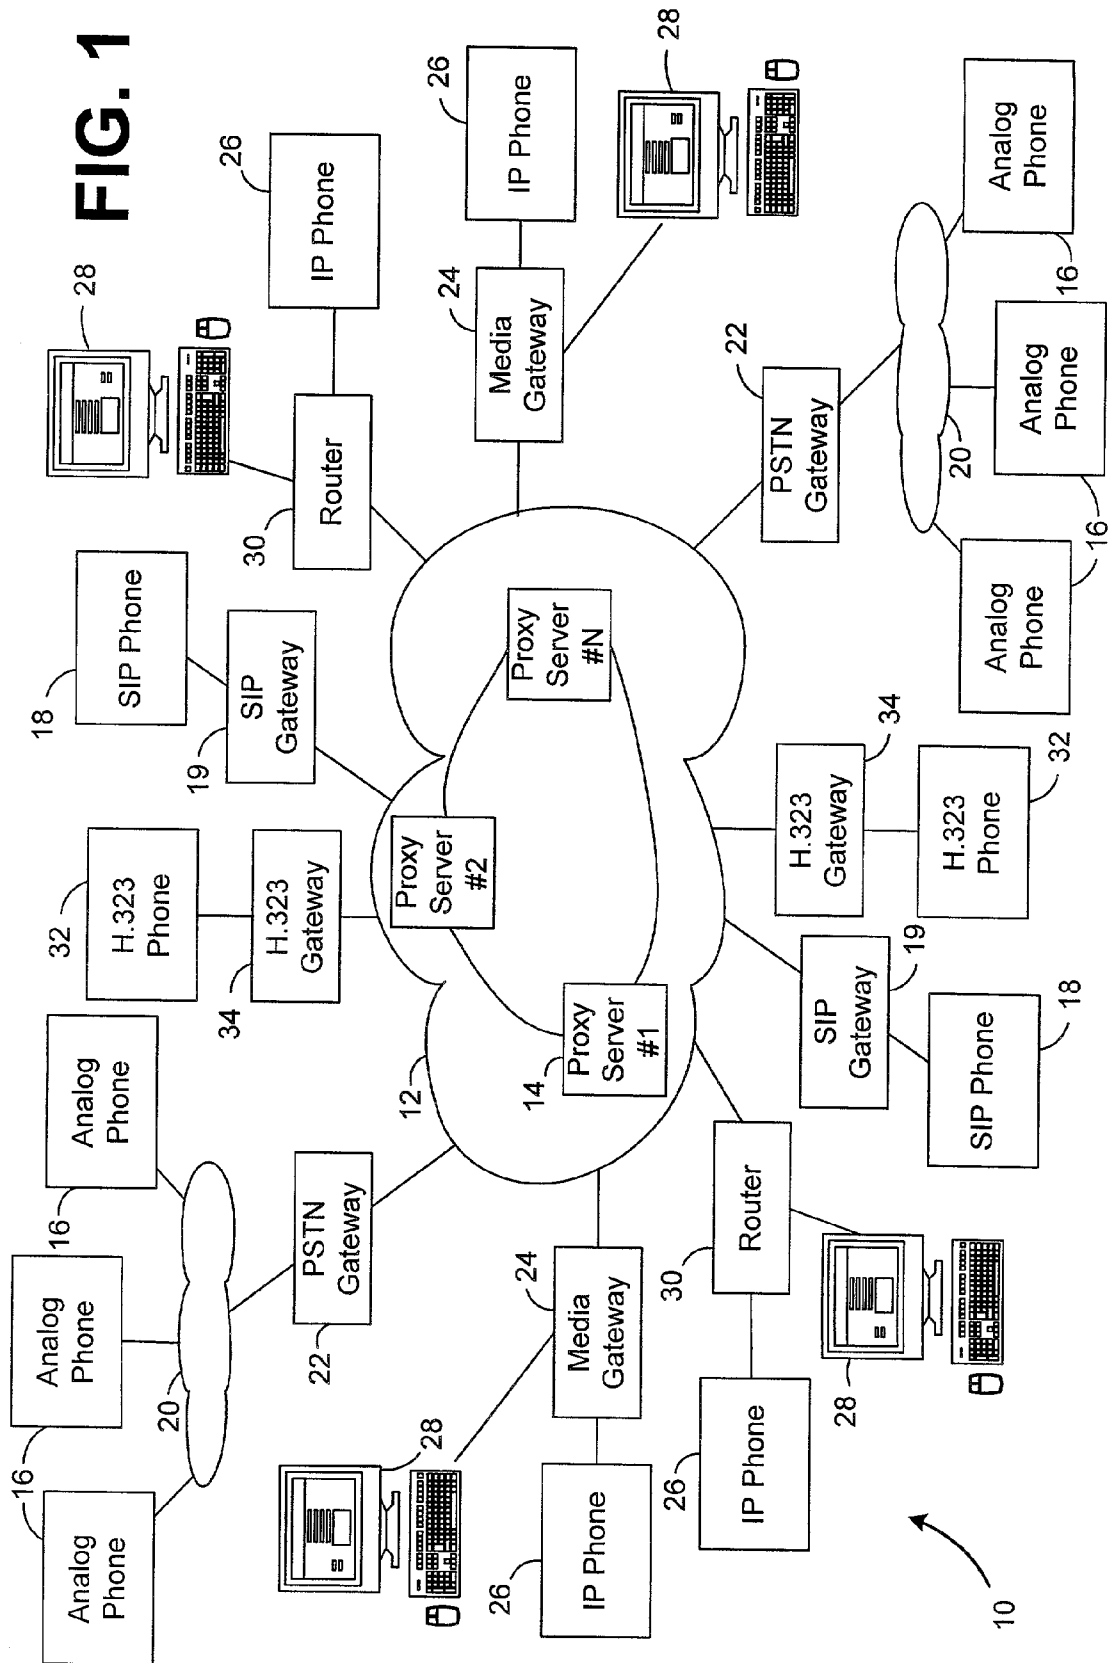 FIG. 1
Analog
Phone
16
Analog
Phone
16
Analog
Phone
20
32
H.323
Phone
18
SIP Phone
28
34
H.323
Gateway
19
SIP
Gateway
26
IP Phone
22
PSTN
Gateway
30
Router
28
12
Proxy
Server
#2
24
Media
Gateway
26
IP Phone
26
IP Phone
24
Media
Gateway
14
Proxy
Server
#1
Proxy
Server
#N
28
26
IP Phone
30
Router
22
PSTN
Gateway
28
SIP
Gateway
19
H.323
Gateway
34
20
10
SIP Phone
18
H.323
Phone
32
Analog
Phone
16
Analog
Phone
16
Analog
Phone